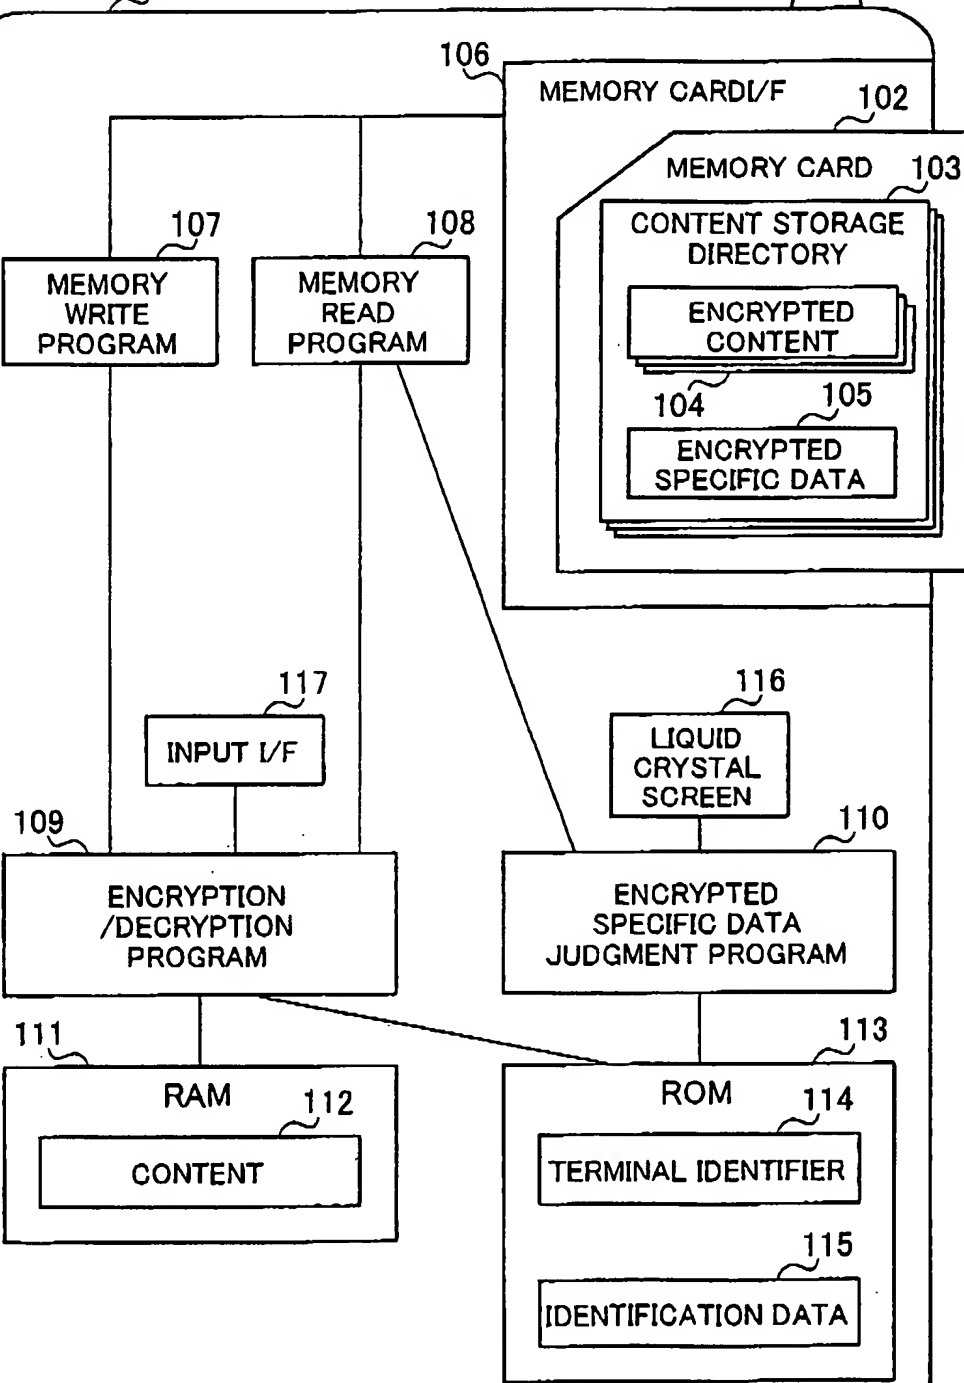 106
MEMORY CARDI/F
102
MEMORY CARD
103
CONTENT STORAGE
DIRECTORY
107
108
MEMORY
WRITE
PROGRAM
MEMORY
READ
PROGRAM
ENCRYPTED
CONTENT
104
105
ENCRYPTED
SPECIFIC DATA
117
INPUT I/F
116
LIQUID
CRYSTAL
SCREEN
109
110
ENCRYPTION
/DECRYPTION
PROGRAM
ENCRYPTED
SPECIFIC DATA
JUDGMENT PROGRAM
111
RAM
112
CONTENT
113
ROM
114
TERMINAL IDENTIFIER
115
IDENTIFICATION DATA